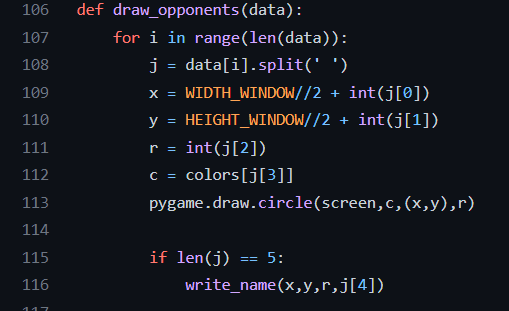 106 def draw_opponents(data):
107     for i in range(len(data)):
108         j = data[i].split(' ')
109         x = WIDTH_WINDOW//2 + int(j[0])
110         y = HEIGHT_WINDOW//2 + int(j[1])
111         r = int(j[2])
112         c = colors[j[3]]
113         pygame.draw.circle(screen,c,(x,y),r)
114
115         if len(j) == 5:
116             write_name(x,y,r,j[4])
117